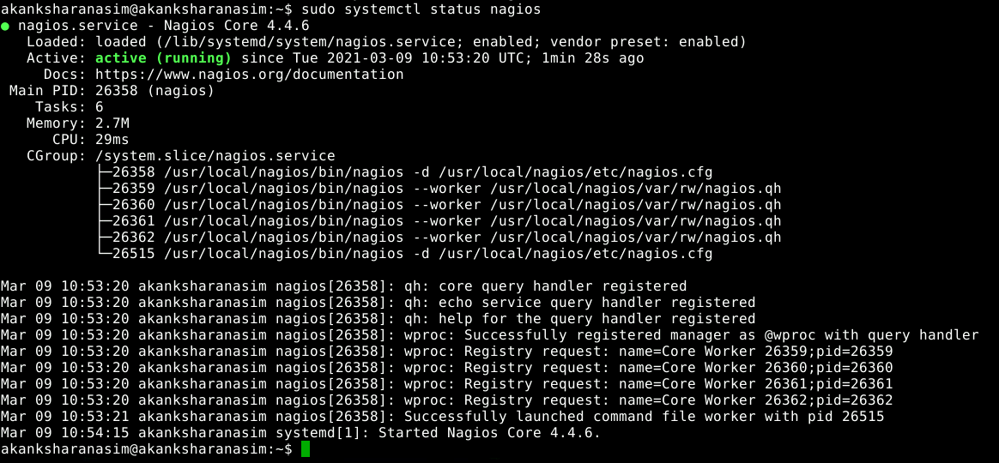 akanksharanasim@akanksharanasim:~$ sudo systemctl status nagios
● nagios.service - Nagios Core 4.4.6
   Loaded: loaded (/lib/systemd/system/nagios.service; enabled; vendor preset: enabled)
   Active: active (running) since Tue 2021-03-09 10:53:20 UTC; 1min 28s ago
     Docs: https://www.nagios.org/documentation
 Main PID: 26358 (nagios)
    Tasks: 6
   Memory: 2.7M
      CPU: 29ms
   CGroup: /system.slice/nagios.service
           ├─26358 /usr/local/nagios/bin/nagios -d /usr/local/nagios/etc/nagios.cfg
           ├─26359 /usr/local/nagios/bin/nagios --worker /usr/local/nagios/var/rw/nagios.qh
           ├─26360 /usr/local/nagios/bin/nagios --worker /usr/local/nagios/var/rw/nagios.qh
           ├─26361 /usr/local/nagios/bin/nagios --worker /usr/local/nagios/var/rw/nagios.qh
           ├─26362 /usr/local/nagios/bin/nagios --worker /usr/local/nagios/var/rw/nagios.qh
           └─26515 /usr/local/nagios/bin/nagios -d /usr/local/nagios/etc/nagios.cfg

Mar 09 10:53:20 akanksharanasim nagios[26358]: qh: core query handler registered
Mar 09 10:53:20 akanksharanasim nagios[26358]: qh: echo service query handler registered
Mar 09 10:53:20 akanksharanasim nagios[26358]: qh: help for the query handler registered
Mar 09 10:53:20 akanksharanasim nagios[26358]: wproc: Successfully registered manager as @wproc with query handler
Mar 09 10:53:20 akanksharanasim nagios[26358]: wproc: Registry request: name=Core Worker 26359;pid=26359
Mar 09 10:53:20 akanksharanasim nagios[26358]: wproc: Registry request: name=Core Worker 26360;pid=26360
Mar 09 10:53:20 akanksharanasim nagios[26358]: wproc: Registry request: name=Core Worker 26361;pid=26361
Mar 09 10:53:20 akanksharanasim nagios[26358]: wproc: Registry request: name=Core Worker 26362;pid=26362
Mar 09 10:53:21 akanksharanasim nagios[26358]: Successfully launched command file worker with pid 26515
Mar 09 10:54:15 akanksharanasim systemd[1]: Started Nagios Core 4.4.6.
akanksharanasim@akanksharanasim:~$